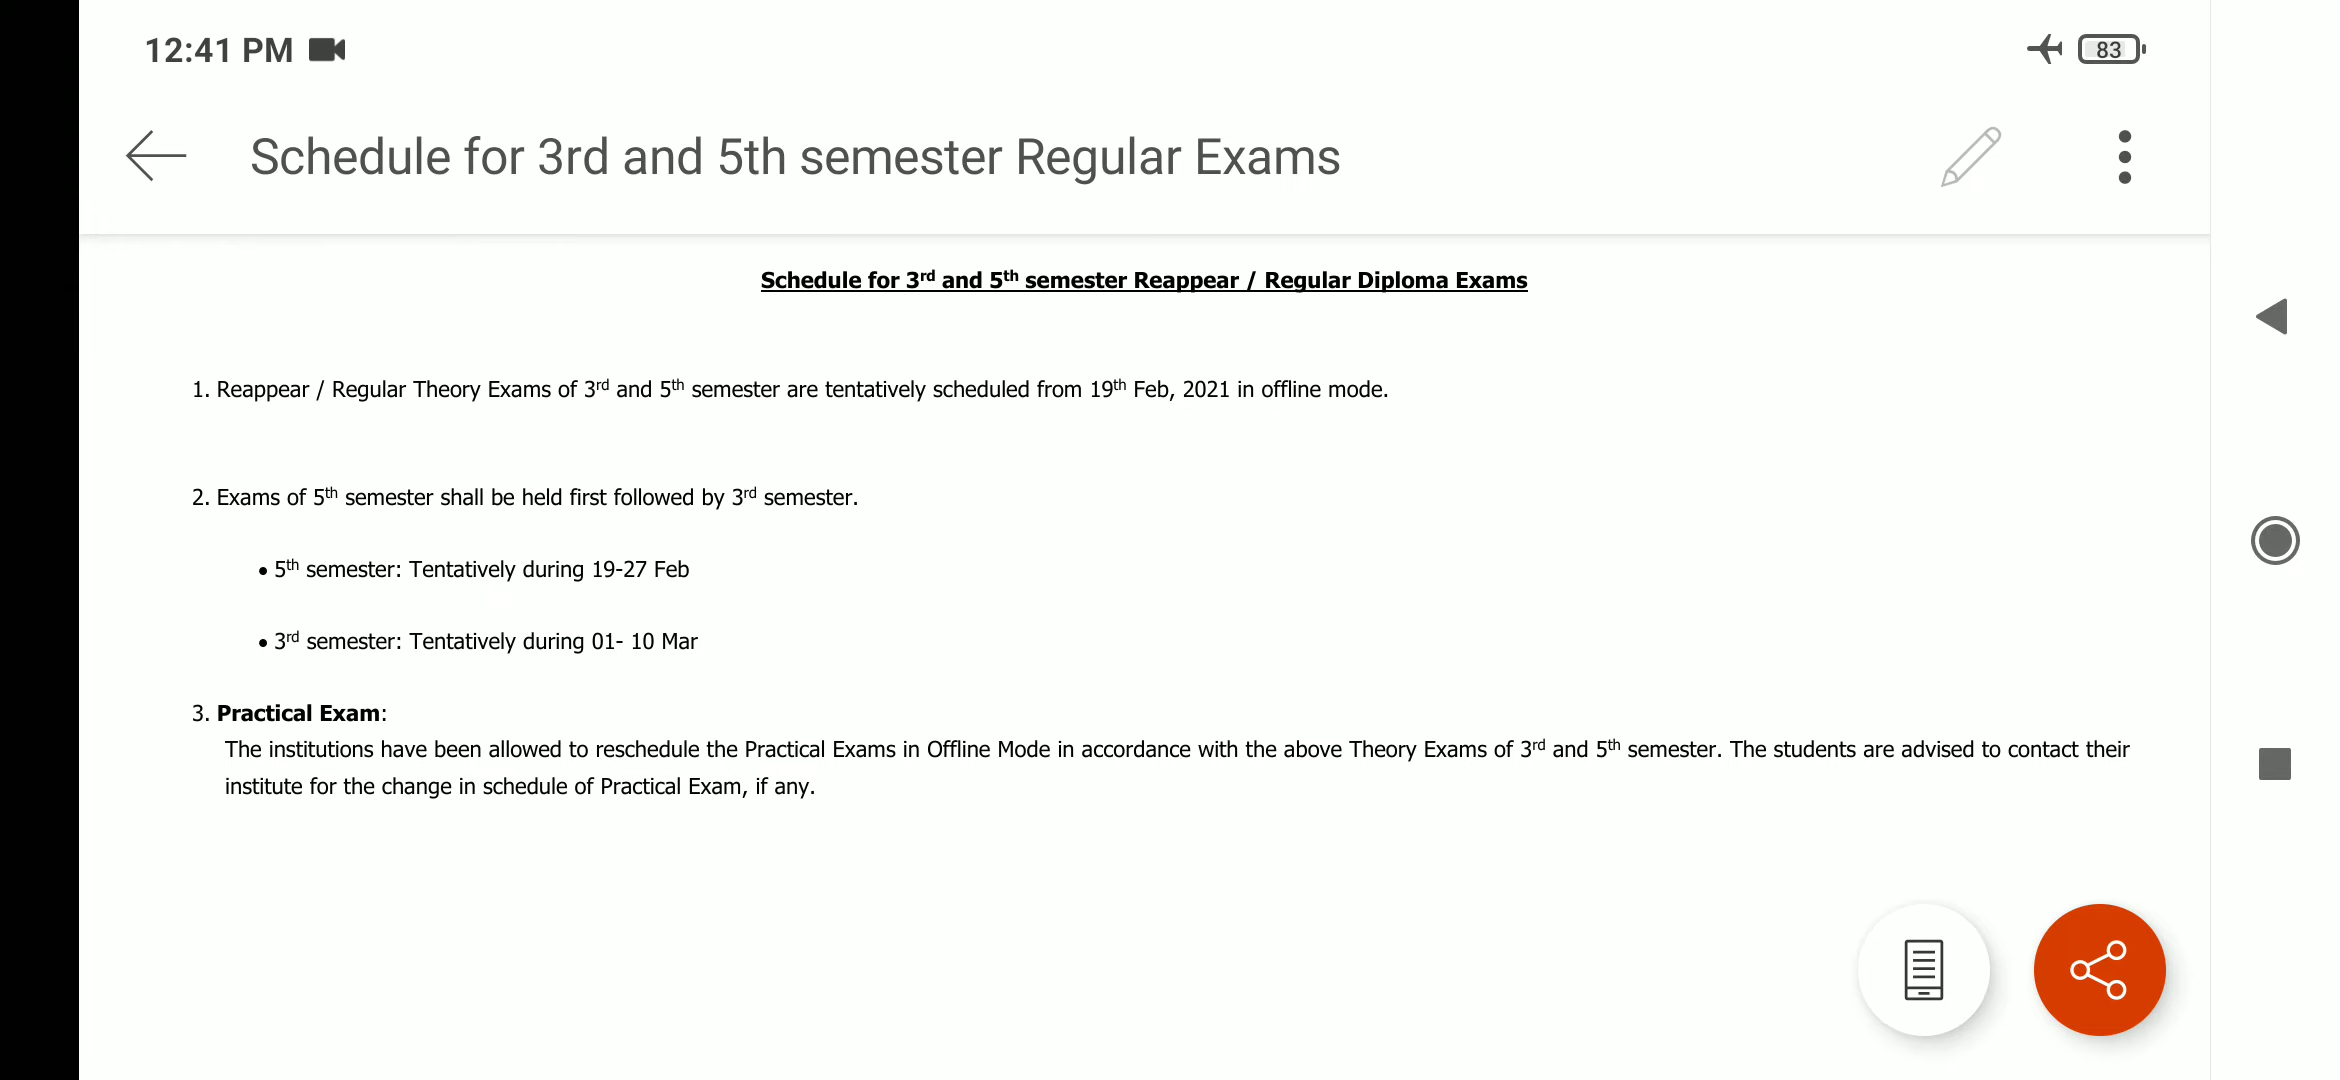 12:41 PM
83
Schedule for 3rd and 5th semester Regular Exams
Schedule for 3rd and 5th semester Reappear / Regular Diploma Exams
1. Reappear / Regular Theory Exams of 3rd and 5th semester are tentatively scheduled from 19th Feb, 2021 in offline mode.
2. Exams of 5th semester shall be held first followed by 3rd semester.
• 5th semester: Tentatively during 19-27 Feb
• 3rd semester: Tentatively during 01- 10 Mar
3. Practical Exam:
The institutions have been allowed to reschedule the Practical Exams in Offline Mode in accordance with the above Theory Exams of 3rd and 5th semester. The students are advised to contact their
institute for the change in schedule of Practical Exam, if any.